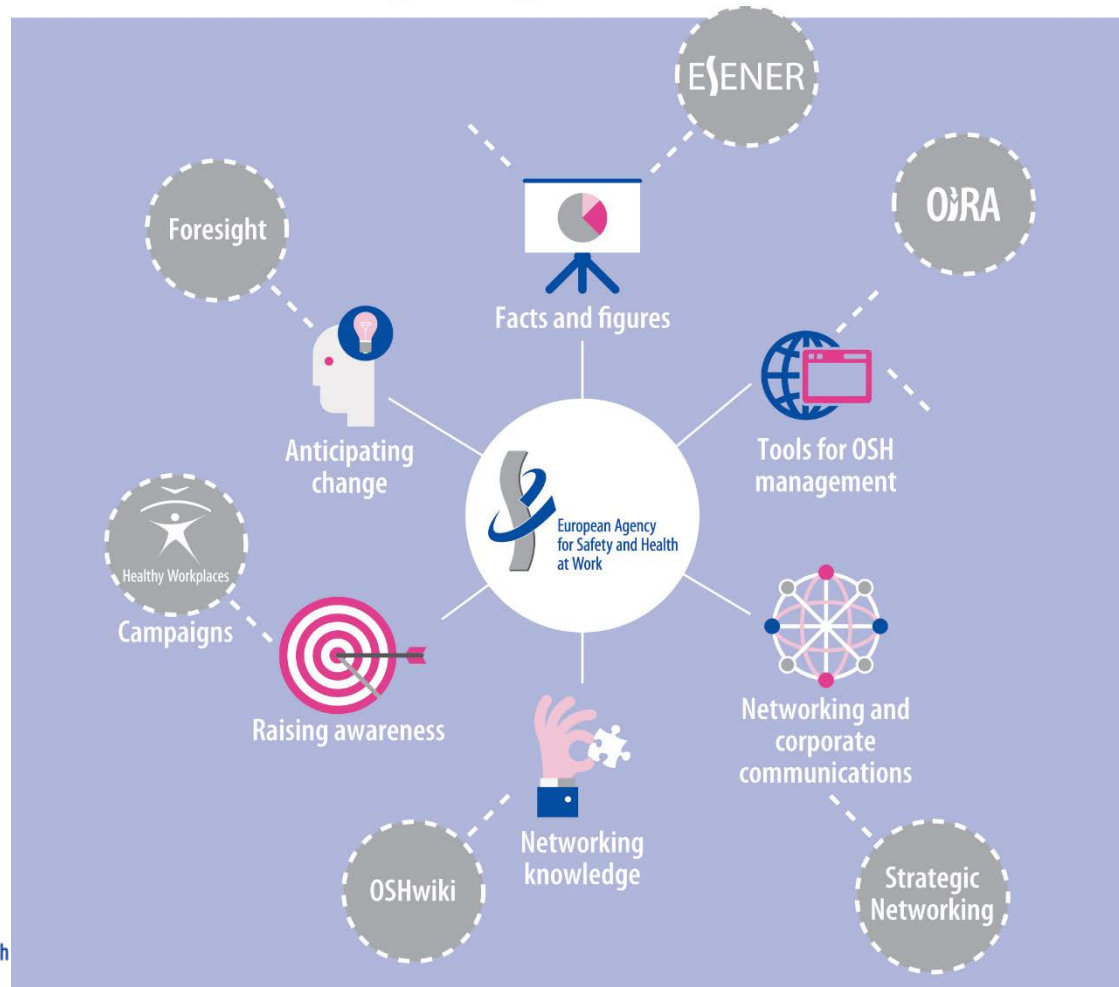 ESENER
OiRA
Foresight
Facts and figures
Anticipating
change
Tools for OSH
management
European Agency
for Safety and Health
at Work
Healthy Workplaces
Campaigns
Raising awareness
Networking and
corporate
communications
Networking
knowledge
OSHwiki
Strategic
Networking
h